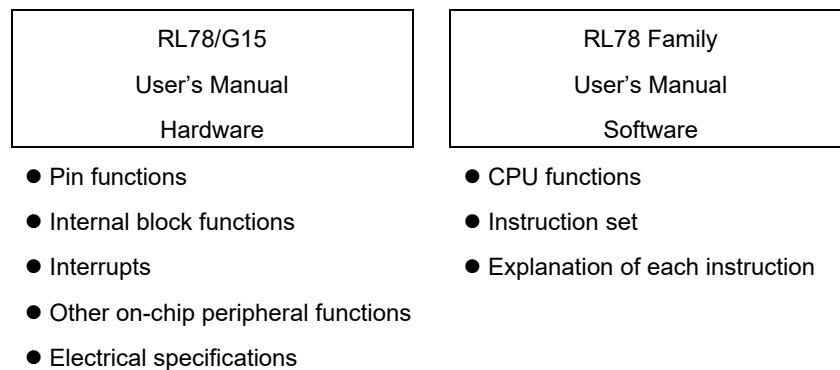 RL78/G15
User’s Manual
Hardware
● Pin functions
● Internal block functions
● Interrupts
● Other on-chip peripheral functions
● Electrical specifications
RL78 Family
User’s Manual
Software
● CPU functions
● Instruction set
● Explanation of each instruction